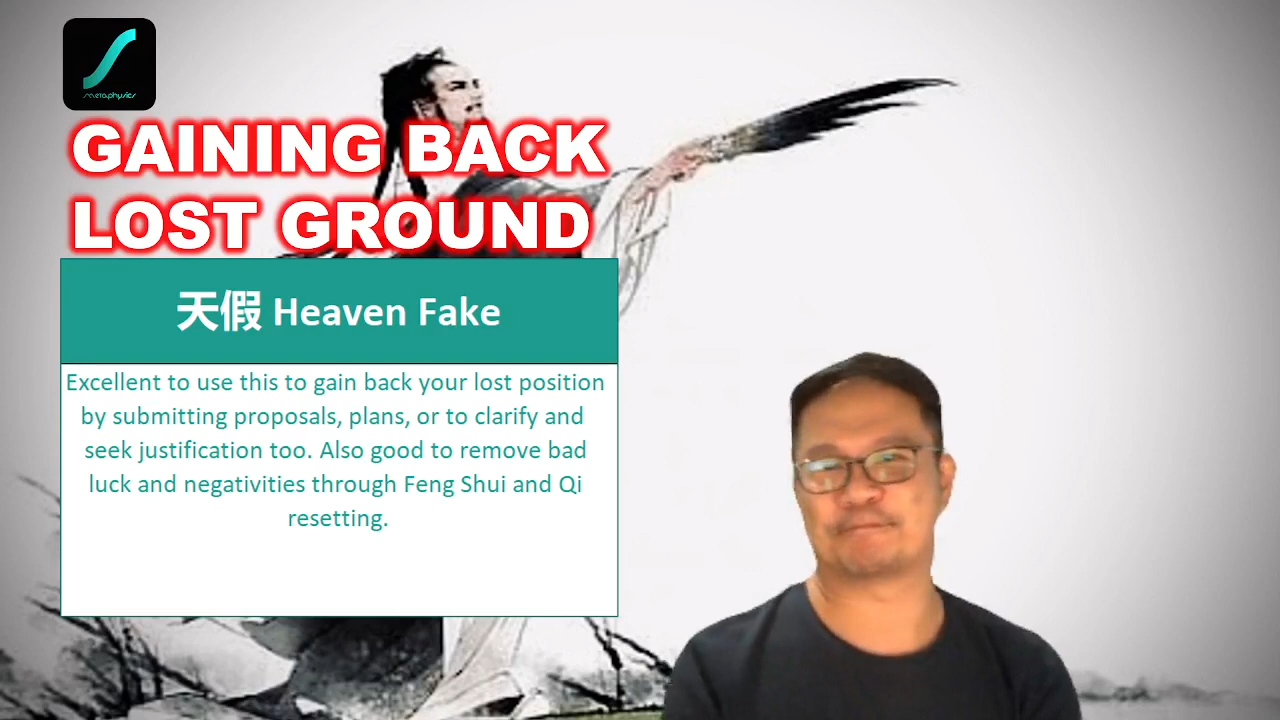 metaphysics
GAINING BACK
LOST GROUND
天假 Heaven Fake
Excellent to use this to gain back your lost position
by submitting proposals, plans, or to clarify and
seek justification too. Also good to remove bad
luck and negativities through Feng Shui and Qi
resetting.